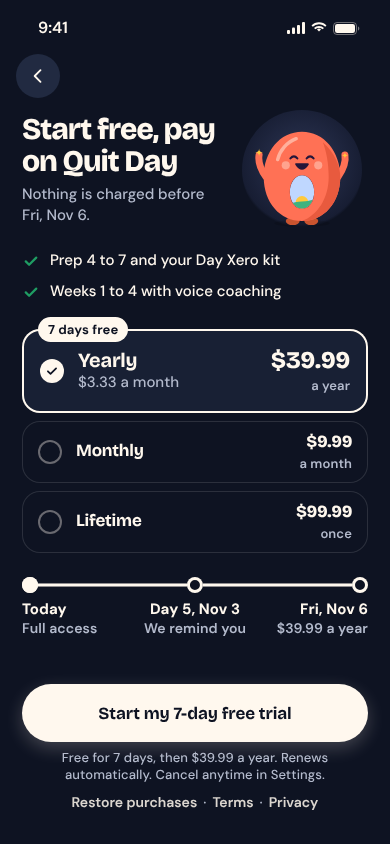 9:41
Start free, pay
on Quit Day
Nothing is charged before
Fri, Nov 6.
Prep 4 to 7 and your Day Xero kit
Weeks 1 to 4 with voice coaching
7 days free
Yearly
$39.99
$3.33 a month
a year
Monthly
$9.99
a month
Lifetime
$99.99
once
Today
Day 5, Nov 3
Fri, Nov 6
Full access
We remind you
$39.99 a year
Start my 7-day free trial
Free for 7 days, then $39.99 a year. Renews
automatically. Cancel anytime in Settings.
Restore purchases · Terms · Privacy